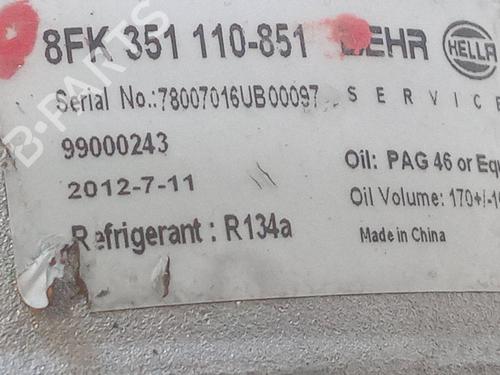 8FK 351 110-851 BEHR HELLA
Serial No.:78007016UB00097 SERVICE
99000243
Oil: PAG 46 or Equ
2012-7-11
Oil Volume: 170+/-1
Refrigerant : R134a
Made in China
B-PARTS